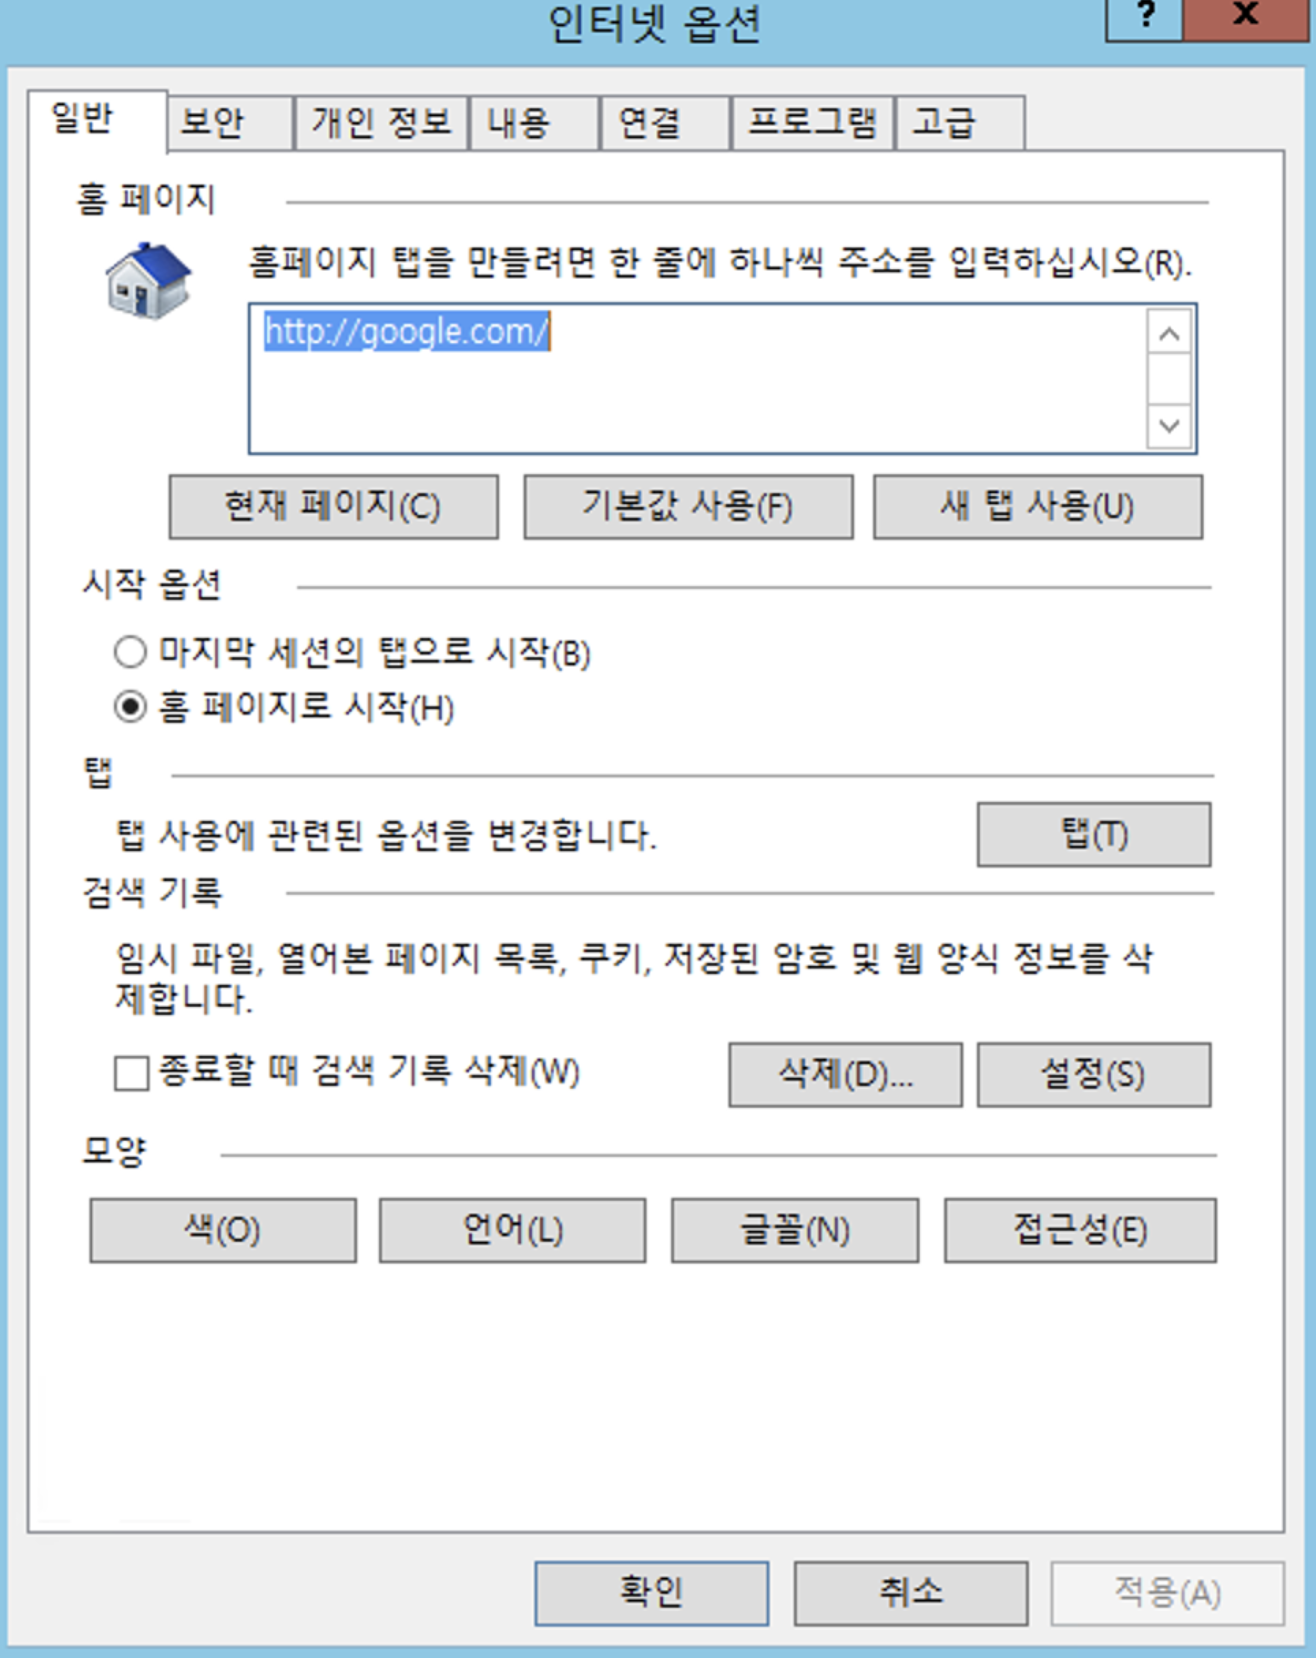 인터넷 옵션
? x
일반 보안 개인 정보 내용 연결 프로그램 고급
홈 페이지
홈페이지 탭을 만들려면 한 줄에 하나씩 주소를 입력하십시오(R).
http://google.com/
현재 페이지(C) 기본값 사용(F) 새 탭 사용(U)
시작 옵션
마지막 세션의 탭으로 시작(B)
홈 페이지로 시작(H)
탭
탭 사용에 관련된 옵션을 변경합니다. 탭(T)
검색 기록
임시 파일, 열어본 페이지 목록, 쿠키, 저장된 암호 및 웹 양식 정보를 삭
제합니다.
종료할 때 검색 기록 삭제(W) 삭제(D)... 설정(S)
모양
색(O) 언어(L) 글꼴(N) 접근성(E)
확인 취소 적용(A)